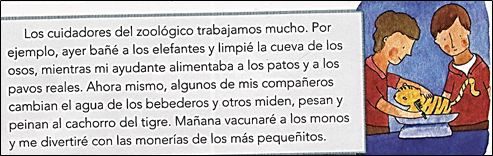 Los cuidadores del zoológico trabajamos mucho. Por
ejemplo, ayer bañé a los elefantes y limpié la cueva de los
osos, mientras mi ayudante alimentaba a los patos y a los
pavos reales. Ahora mismo, algunos de mis compañeros
cambian el agua de los bebederos y otros miden, pesan y
peinan al cachorro del tigre. Mañana vacunaré a los monos
y me divertiré con las monerías de los más pequeñitos.